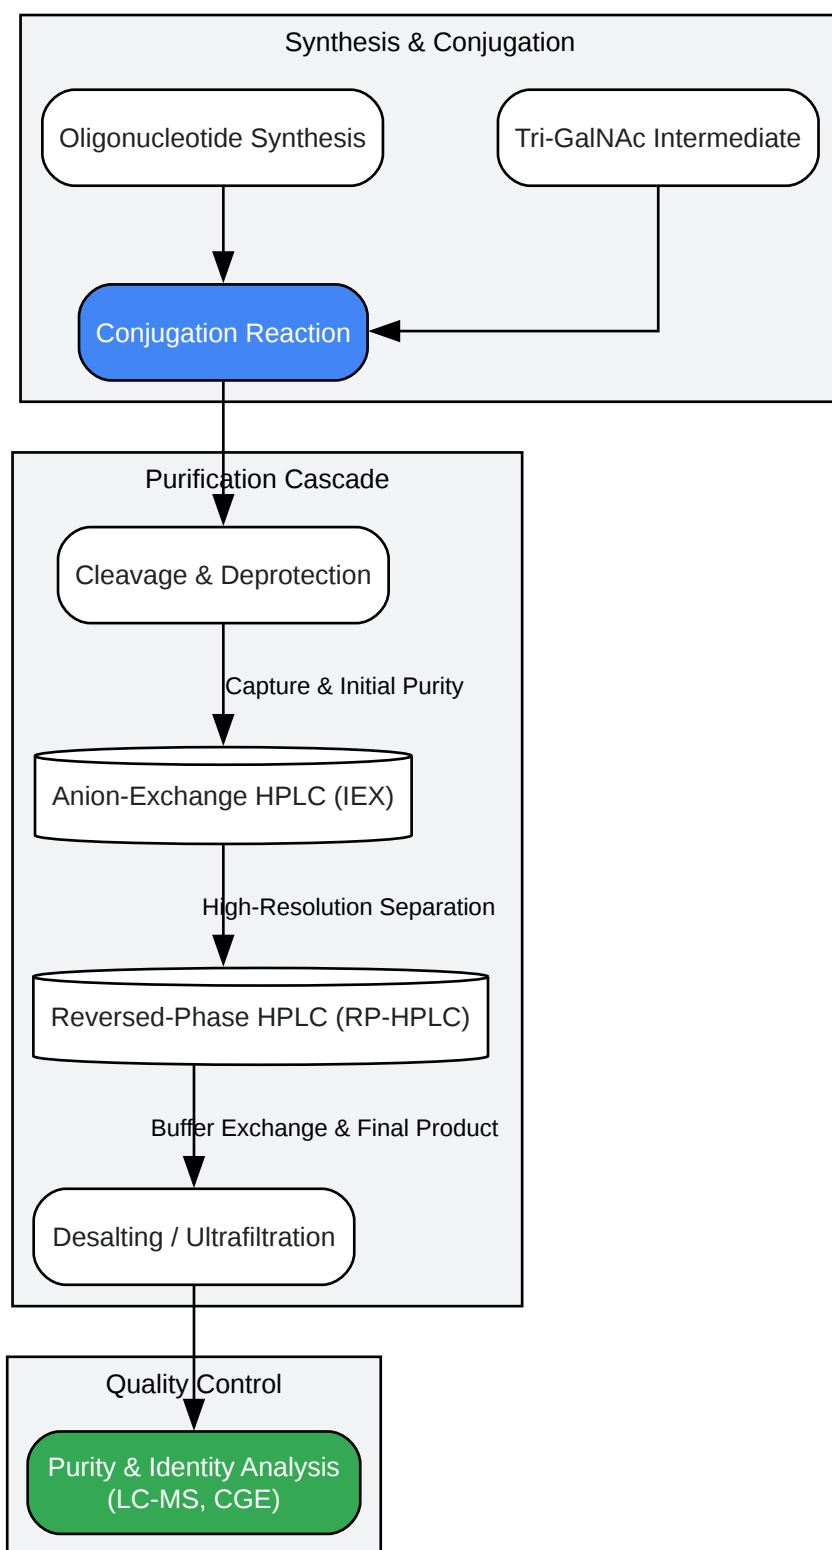 Synthesis & Conjugation
Oligonucleotide Synthesis
Tri-GalNAc Intermediate
Conjugation Reaction
Purification Cascade
Cleavage & Deprotection
Capture & Initial Purity
Anion-Exchange HPLC (IEX)
High-Resolution Separation
Reversed-Phase HPLC (RP-HPLC)
Buffer Exchange & Final Product
Desalting / Ultrafiltration
Quality Control
Purity & Identity Analysis
(LC-MS, CGE)